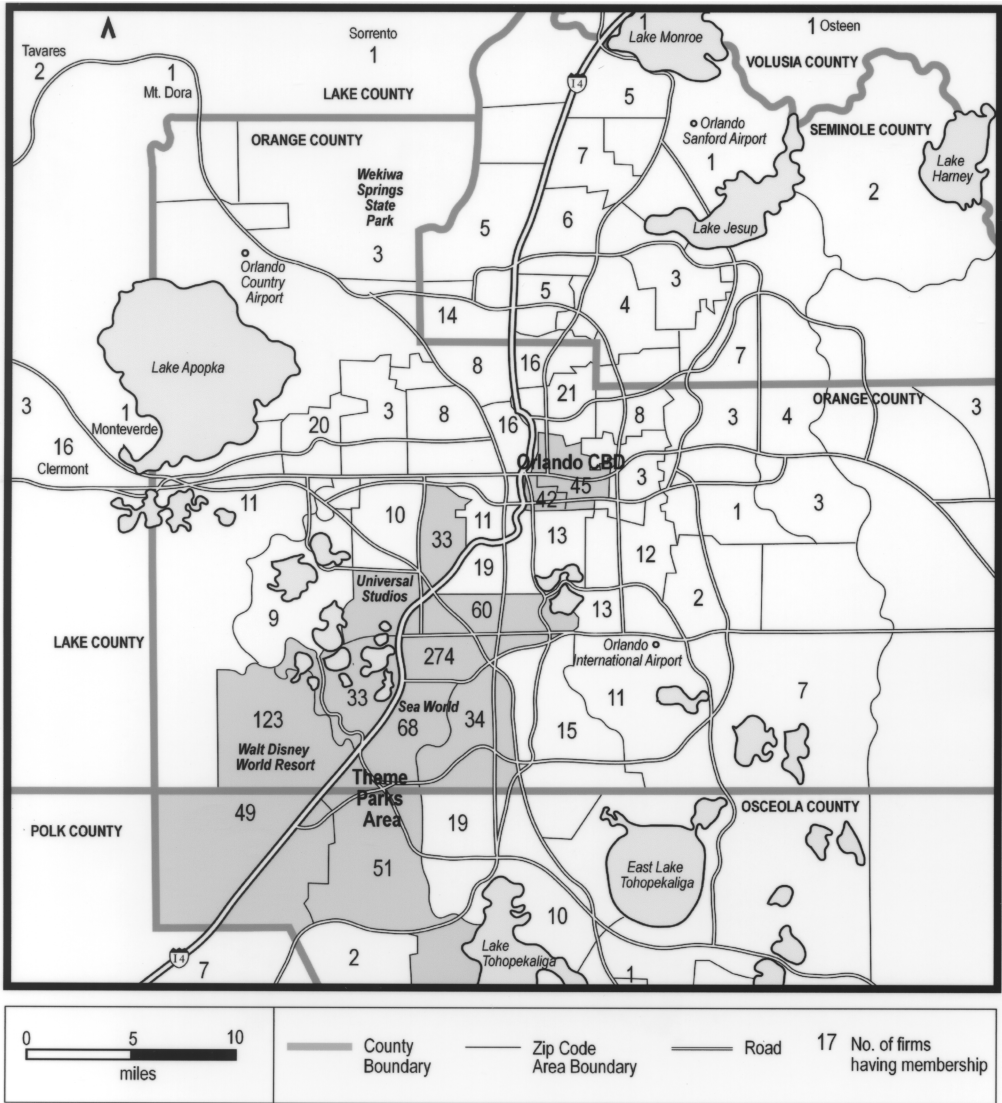 1
Lake Monroe
1 Osteen
Tavares
2
1
Mt. Dora
Sorrento
1
VOLUSIA COUNTY
LAKE COUNTY
14
5
ORANGE COUNTY
Orlando
Sanford Airport
1
SEMINOLE COUNTY
Lake
Harney
7
Wekiwa
Springs
State
Park
2
5
6
Lake Jesup
3
Orlando
Country
Airport
5
4
3
14
Lake Apopka
8
16
7
21
ORANGE COUNTY
3
1
Monteverde
3
8
16
8
3
4
3
20
16
Clermont
Orlando CBD
45
3
42
11
10
33
11
13
1
3
19
12
Universal
Studios
9
60
13
2
LAKE COUNTY
274
Orlando
International Airport
33
Sea World
68
34
11
7
123
Walt Disney
World Resort
15
Theme
Parks
Area
49
OSCEOLA COUNTY
POLK COUNTY
19
51
East Lake
Tohopekaliga
10
Lake
Tohopekaliga
2
14
7
1
0 5 10
miles
County
Boundary
Zip Code
Area Boundary
Road
17 No. of firms
having membership